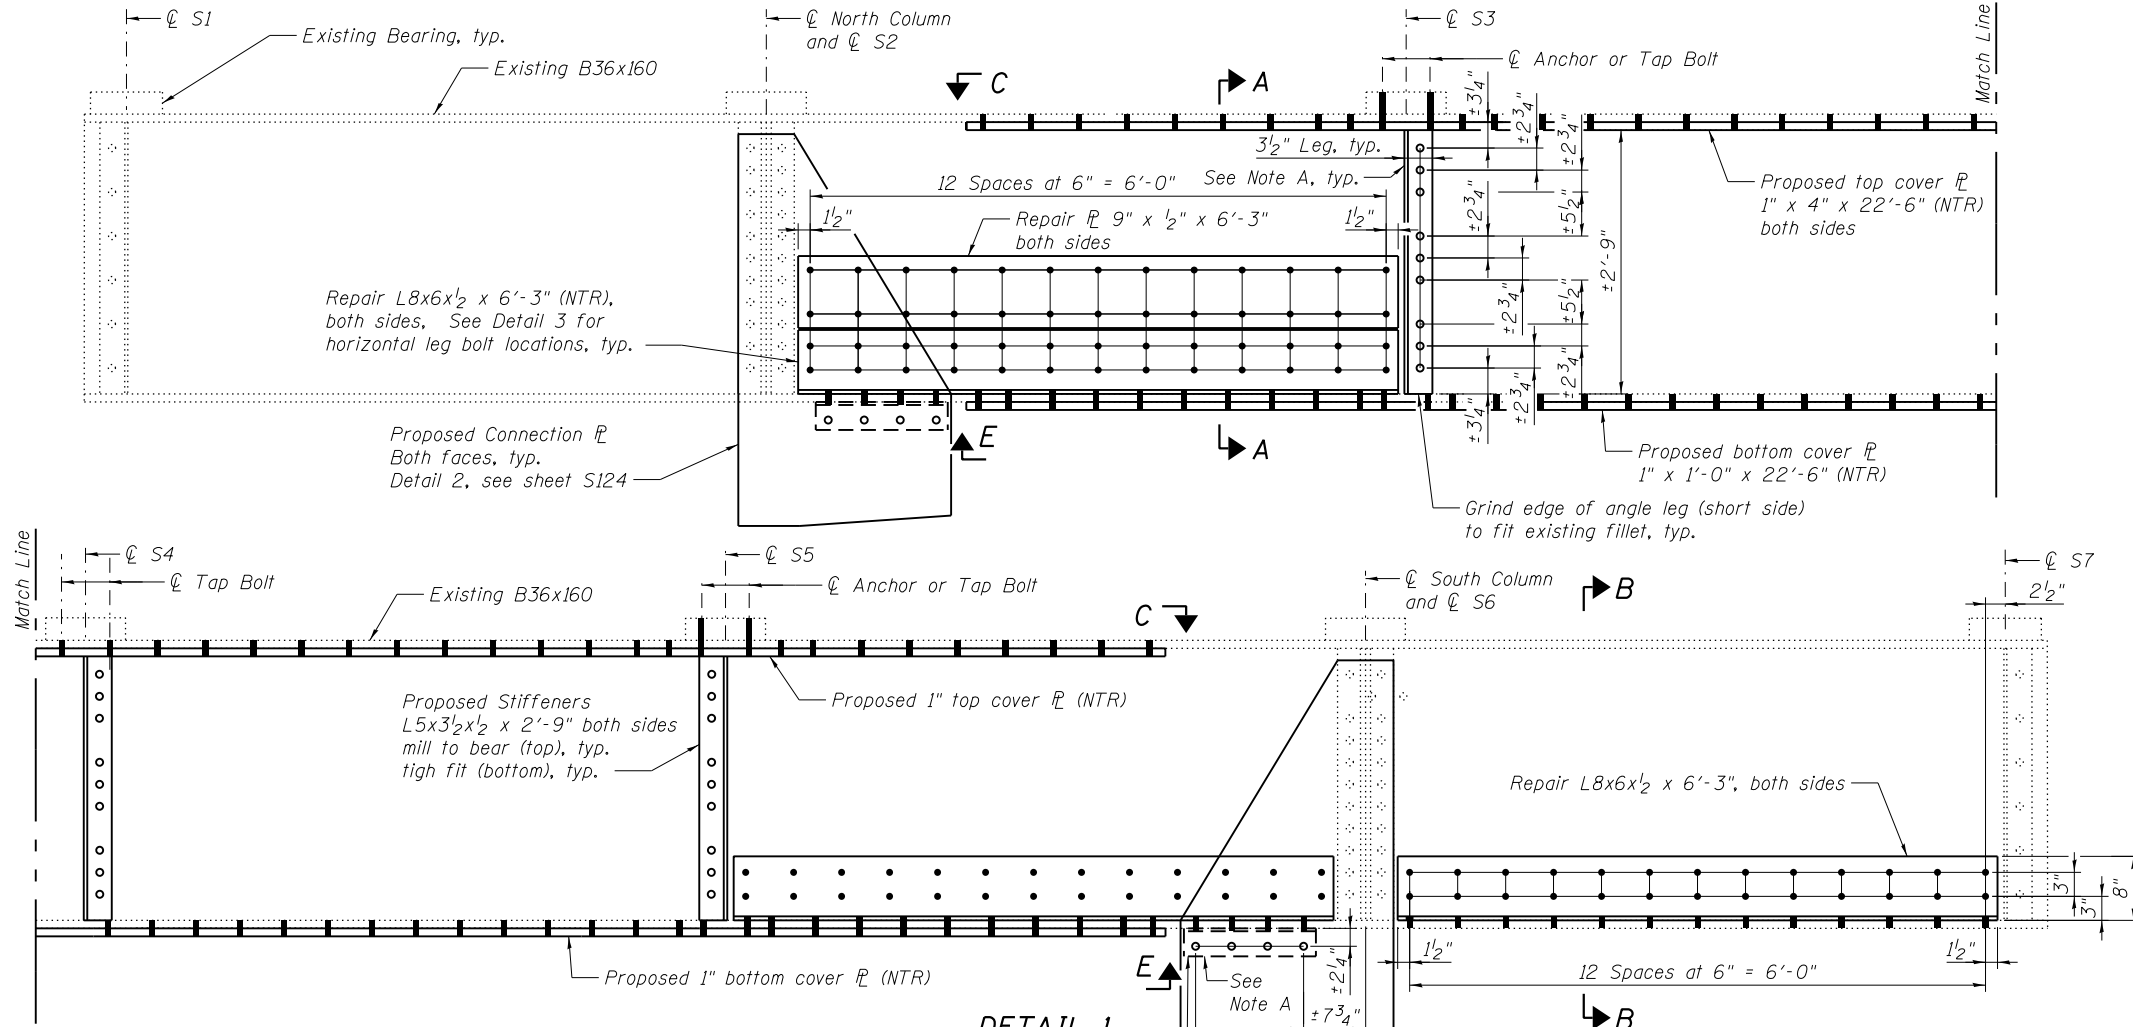 ℄ S1
Existing Bearing, typ.
Existing B36x160
℄ North Column
and ℄ S2
C
A
℄ S3
℄ Anchor or Tap Bolt
Match Line
3½" Leg, typ.
See Note A, typ.
12 Spaces at 6" = 6'-0"
1½"
1½"
Repair ⅊ 9" x ½" x 6'-3"
both sides
±3¼"
±2¾"
±2¾"
±2¾"
±5½"
±2¾"
±5½"
±2¾"
±2¾"
±3¼"
±2'-9"
Proposed top cover ⅊
1" x 4" x 22'-6" (NTR)
both sides
Repair L8x6x½ x 6'-3" (NTR),
both sides, See Detail 3 for
horizontal leg bolt locations, typ.
Proposed Connection ⅊
Both faces, typ.
Detail 2, see sheet S124
E
A
Proposed bottom cover ⅊
1" x 1'-0" x 22'-6" (NTR)
Grind edge of angle leg (short side)
to fit existing fillet, typ.
Match Line
℄ S4
℄ Tap Bolt
Existing B36x160
℄ S5
℄ Anchor or Tap Bolt
C
℄ South Column
and ℄ S6
B
℄ S7
2½"
Proposed Stiffeners
L5x3½x½ x 2'-9" both sides
mill to bear (top), typ.
tigh fit (bottom), typ.
Proposed 1" top cover ⅊ (NTR)
Repair L8x6x½ x 6'-3", both sides
3"
3"
8"
1½"
1½"
12 Spaces at 6" = 6'-0"
Proposed 1" bottom cover ⅊ (NTR)
E
See
Note A
±2¼"
±7¾"
B
DETAIL 1